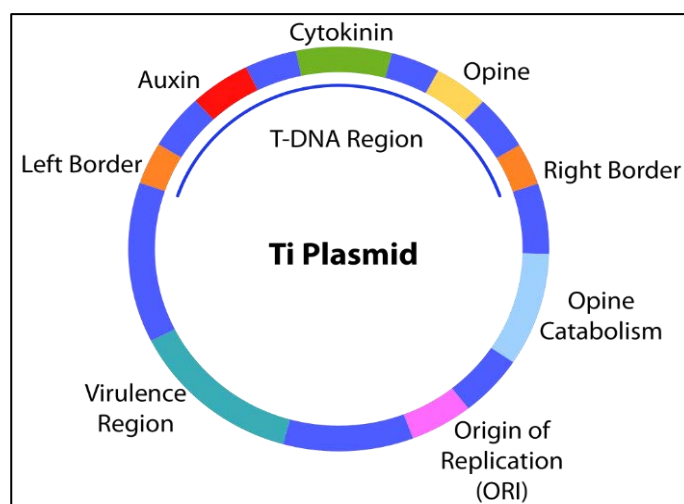 Cytokinin
Auxin
Opine
T-DNA Region
Left Border
Right Border
Ti Plasmid
Opine
Catabolism
Virulence
Region
Origin of
Replication
(ORI)